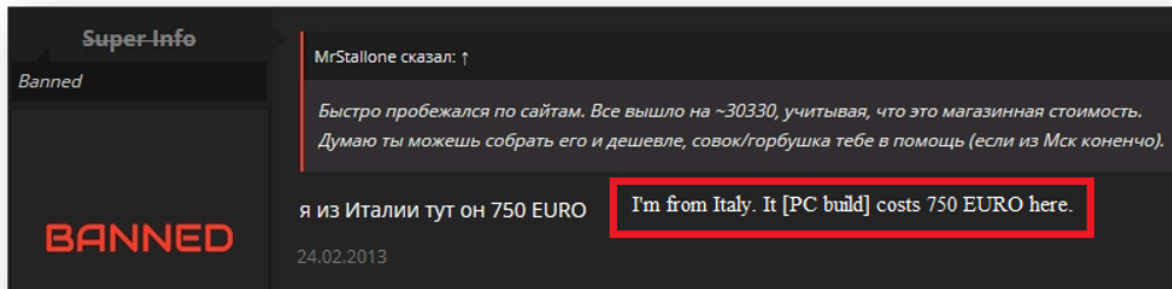 Super Info
Banned
BANNED
MrStallone сказал: ↑
Быстро пробежался по сайтам. Все вышло на ~30330, учитывая, что это магазинная стоимость.
Думаю ты можешь собрать его и дешевле, совок/горбушка тебе в помощь (если из Мск коненчо).
я из Италии тут он 750 EURO
I'm from Italy. It [PC build] costs 750 EURO here.
24.02.2013